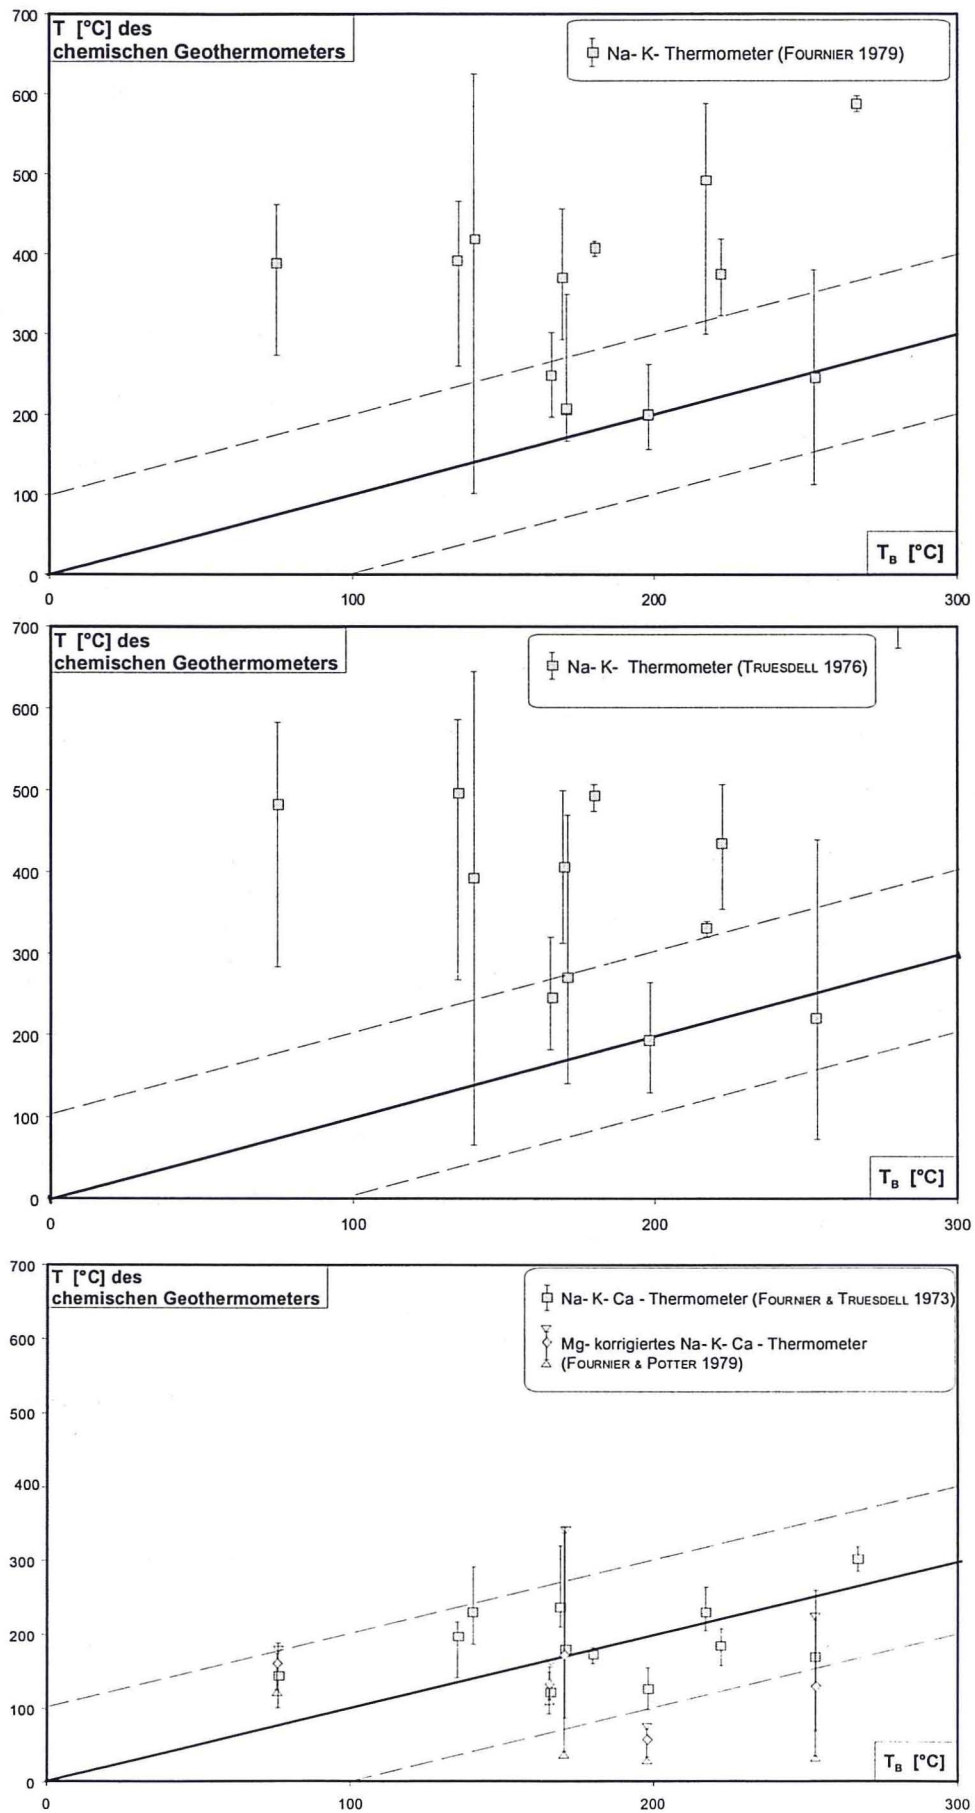 T [°C] des
chemischen Geothermometers
Na- K- Thermometer (FOURNIER 1979)
700
600
500
400
300
200
100
0
T_B [°C]
0 100 200 300
T [°C] des
chemischen Geothermometers
Na- K- Thermometer (TRUESDELL 1976)
700
600
500
400
300
200
100
0
T_B [°C]
0 100 200 300
T [°C] des
chemischen Geothermometers
Na- K- Ca - Thermometer (FOURNIER & TRUESDELL 1973)
Mg- korrigiertes Na- K- Ca - Thermometer
(FOURNIER & POTTER 1979)
700
600
500
400
300
200
100
0
T_B [°C]
0 100 200 300